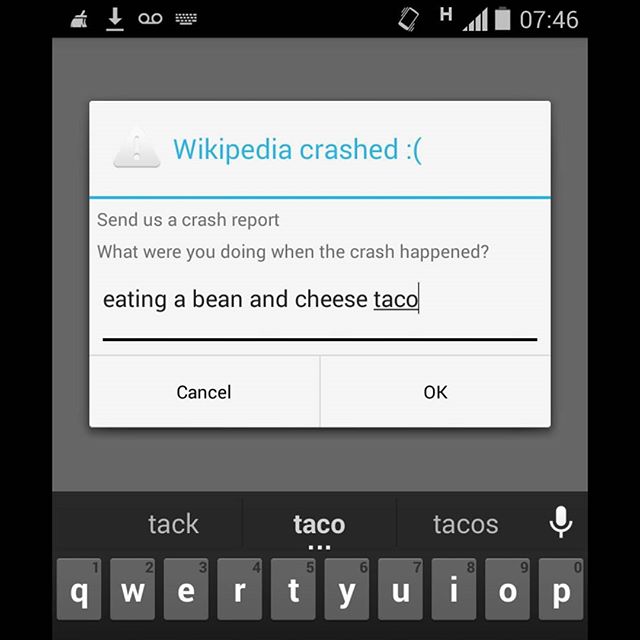 H 07:46
Wikipedia crashed :(
Send us a crash report
What were you doing when the crash happened?
eating a bean and cheese taco
Cancel OK
tack taco tacos
1 2 3 4 5 6 7 8 9 0
q w e r t y u i o p